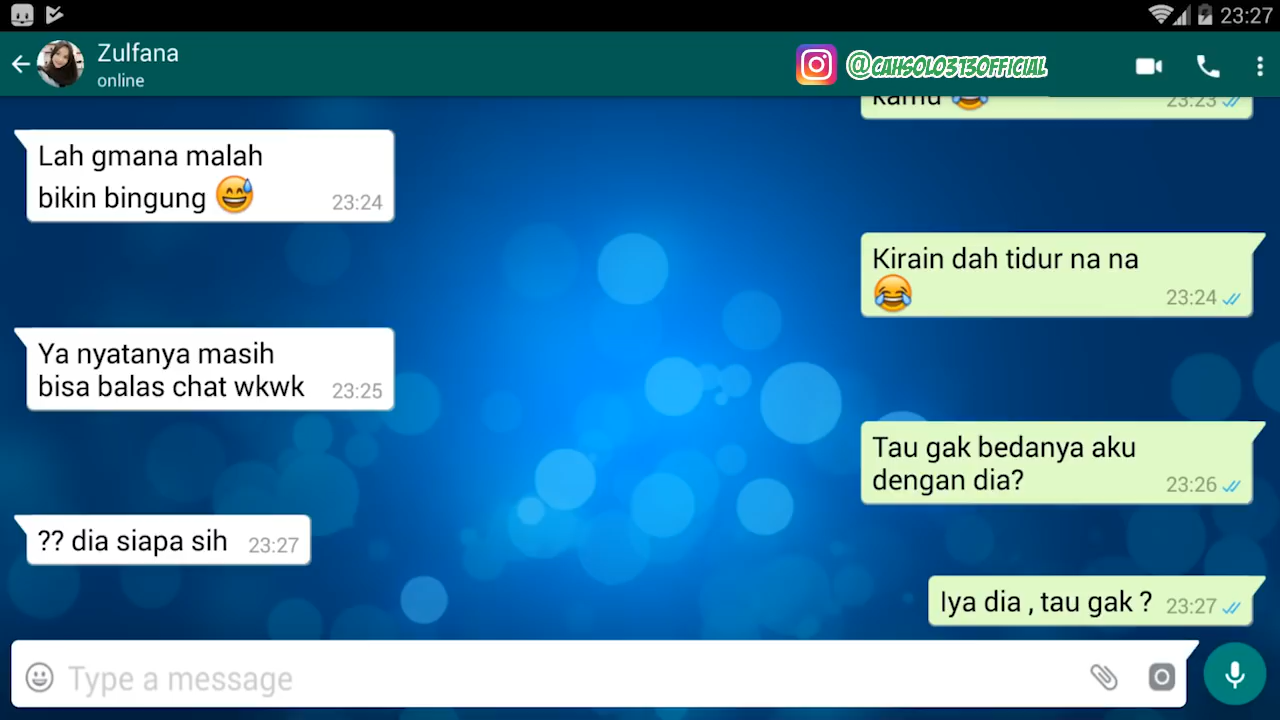 23:27
Zulfana
online
@CAHSOLO313OFFICIAL
kamu 😂 23:23
Lah gmana malah
bikin bingung 😅 23:24
Kirain dah tidur na na
😂 23:24
Ya nyatanya masih
bisa balas chat wkwk 23:25
Tau gak bedanya aku
dengan dia? 23:26
?? dia siapa sih 23:27
Iya dia , tau gak ? 23:27
Type a message